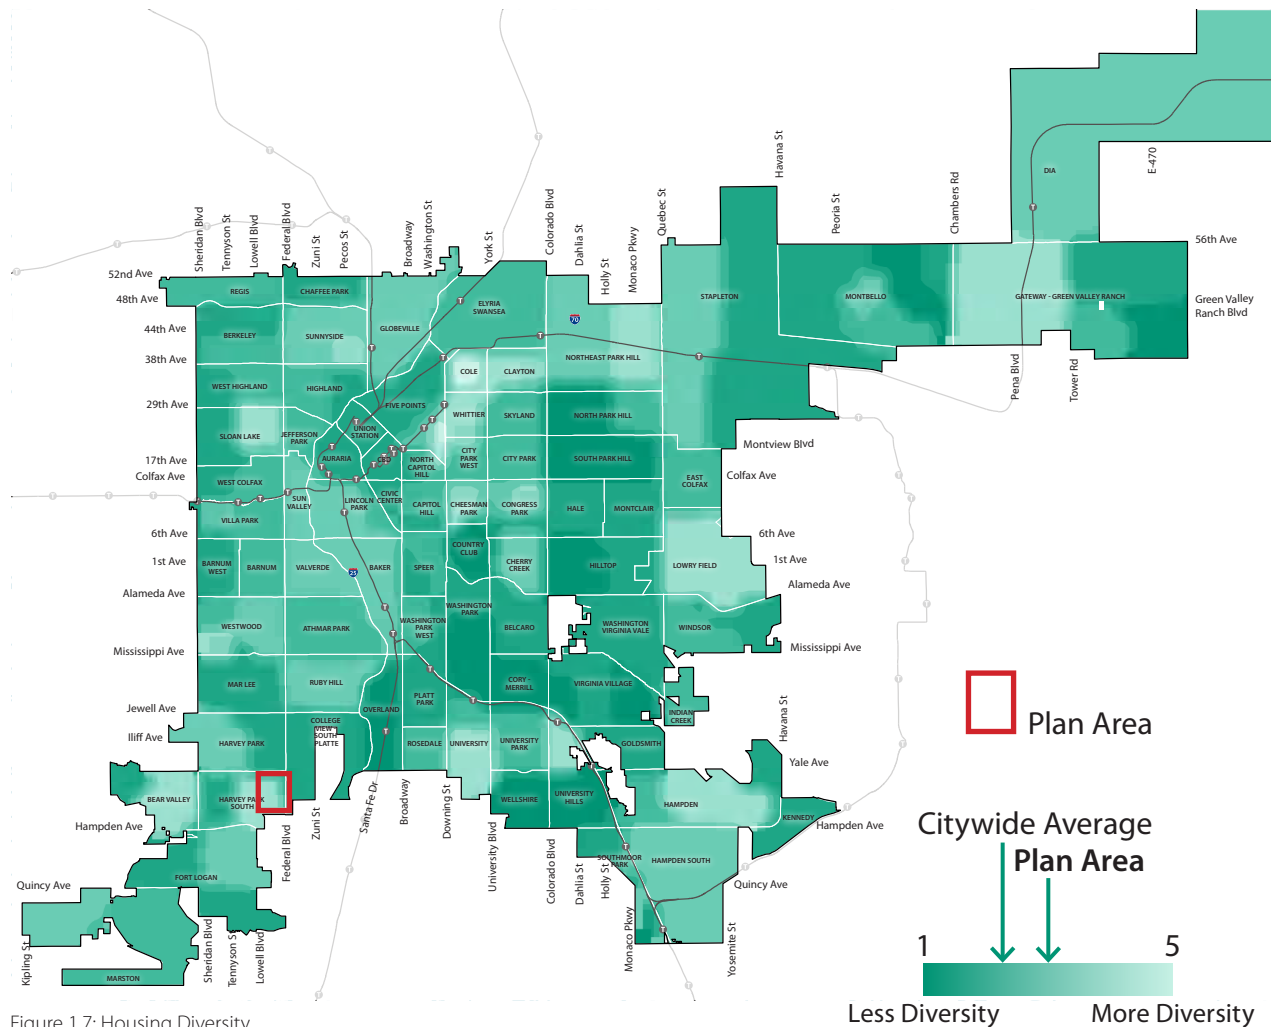 Havana St
E-470
DIA
Chambers Rd
Peoria St
Quebec St
Monaco Pkwy
Holly St
Dahlia St
Colorado Blvd
York St
Washington St
Broadway
Pecos St
Zuni St
Federal Blvd
Lowell Blvd
Tennyson St
Sheridan Blvd
56th Ave
52nd Ave
48th Ave
44th Ave
38th Ave
29th Ave
17th Ave
Colfax Ave
6th Ave
1st Ave
Alameda Ave
Mississippi Ave
Jewell Ave
Iliff Ave
Hampden Ave
Quincy Ave
Green Valley
Ranch Blvd
REGIS
CHAFFEE PARK
BERKELEY
SUNNYSIDE
GLOBEVILLE
ELYRIA
SWANSEA
70
STAPLETON
MONTBELLO
GATEWAY - GREEN VALLEY RANCH
WEST HIGHLAND
HIGHLAND
COLE
CLAYTON
NORTHEAST PARK HILL
Pena Blvd
Tower Rd
SLOAN LAKE
JEFFERSON
PARK
UNION
STATION
FIVE POINTS
WHITTIER
SKYLAND
NORTH PARK HILL
Montview Blvd
WEST COLFAX
AURARIA
CBD
NORTH
CAPITOL
HILL
CITY
PARK
WEST
CITY PARK
SOUTH PARK HILL
EAST
COLFAX
Colfax Ave
VILLA PARK
SUN
VALLEY
LINCOLN
PARK
CIVIC
CENTER
CAPITOL
HILL
CHEESMAN
PARK
CONGRESS
PARK
HALE
MONTCLAIR
6th Ave
BARNUM
WEST
BARNUM
VALVERDE
25
BAKER
SPEER
COUNTRY
CLUB
CHERRY
CREEK
HILLTOP
LOWRY FIELD
1st Ave
Alameda Ave
WESTWOOD
ATHMAR PARK
WASHINGTON
PARK
WEST
WASHINGTON
PARK
BELCARO
WASHINGTON
VIRGINIA VALE
WINDSOR
Mississippi Ave
MAR LEE
RUBY HILL
OVERLAND
PLATT
PARK
CORY -
MERRILL
VIRGINIA VILLAGE
INDIAN
CREEK
Havana St
Plan Area
HARVEY PARK
COLLEGE
VIEW
SOUTH
PLATTE
ROSEDALE
UNIVERSITY
UNIVERSITY
PARK
GOLDSMITH
Yale Ave
BEAR VALLEY
HARVEY PARK
SOUTH
WELLSHIRE
UNIVERSITY
HILLS
HAMPDEN
KENNEDY
Hampden Ave
FORT LOGAN
SOUTHMOOR
PARK
HAMPDEN SOUTH
Quincy Ave
MARSTON
Kipling St
Sheridan Blvd
Tennyson St
Lowell Blvd
Federal Blvd
Zuni St
Santa Fe Dr
Broadway
Downing St
University Blvd
Colorado Blvd
Dahlia St
Holly St
Monaco Pkwy
Yosemite St
Citywide Average
Plan Area
1
5
Less Diversity
More Diversity
Figure 1.7: Housing Diversity